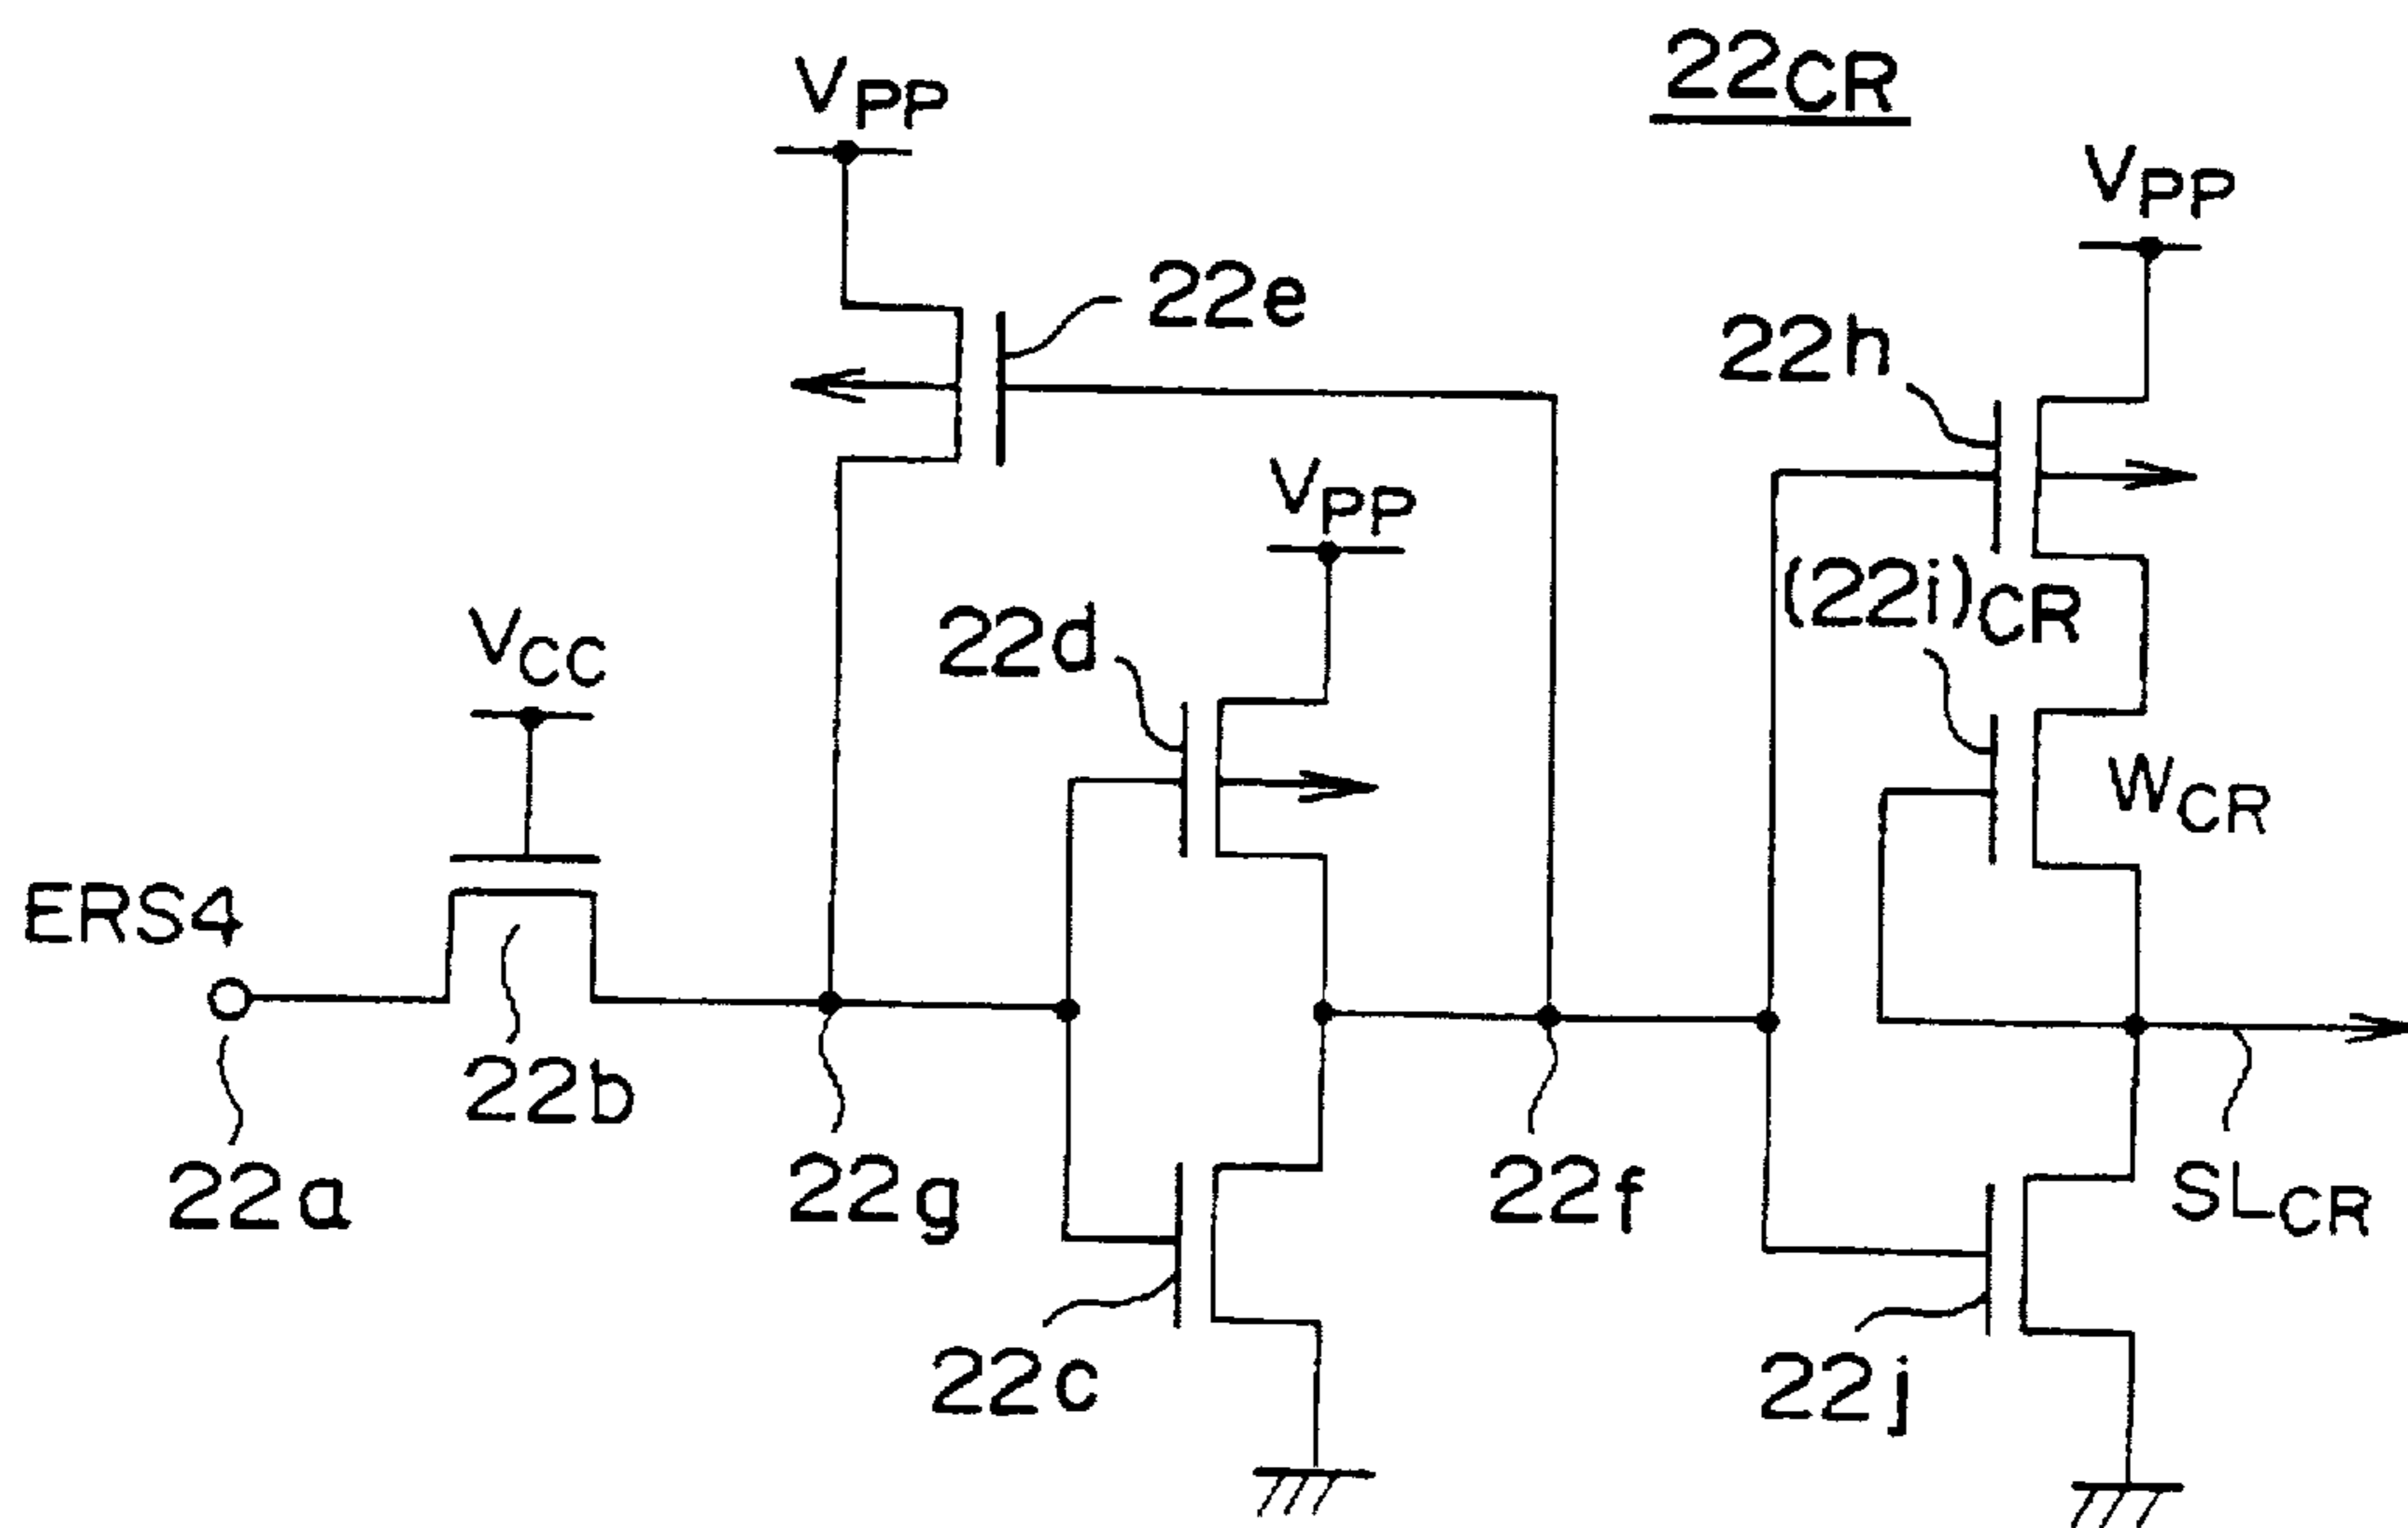 22CR
VPP
VPP
22e
22h
VPP
(22i)CR
22d
VCC
WCR
ERS4
22b
22a
22g
22f
SLCR
22c
22j